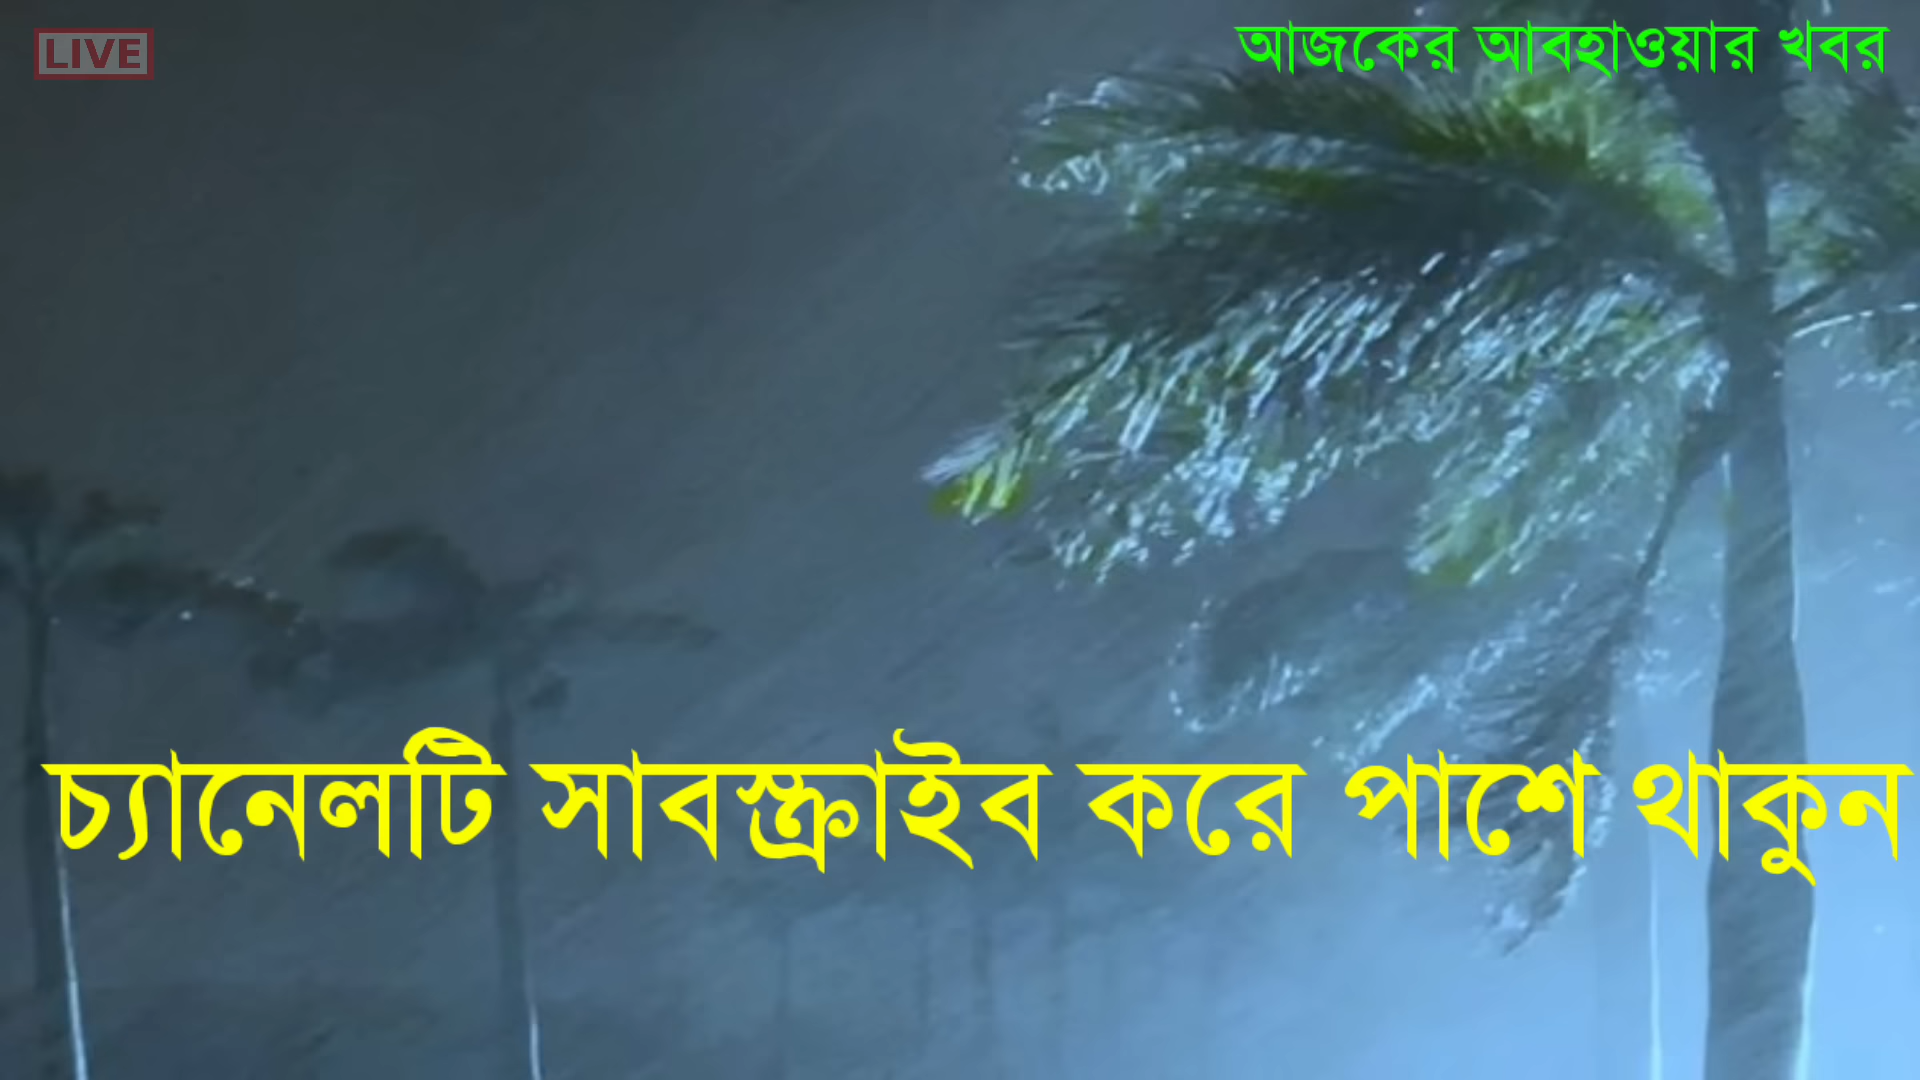 LIVE
আজকের আবহাওয়ার খবর
চ্যানেলটি সাবস্ক্রাইব করে পাশে থাকুন